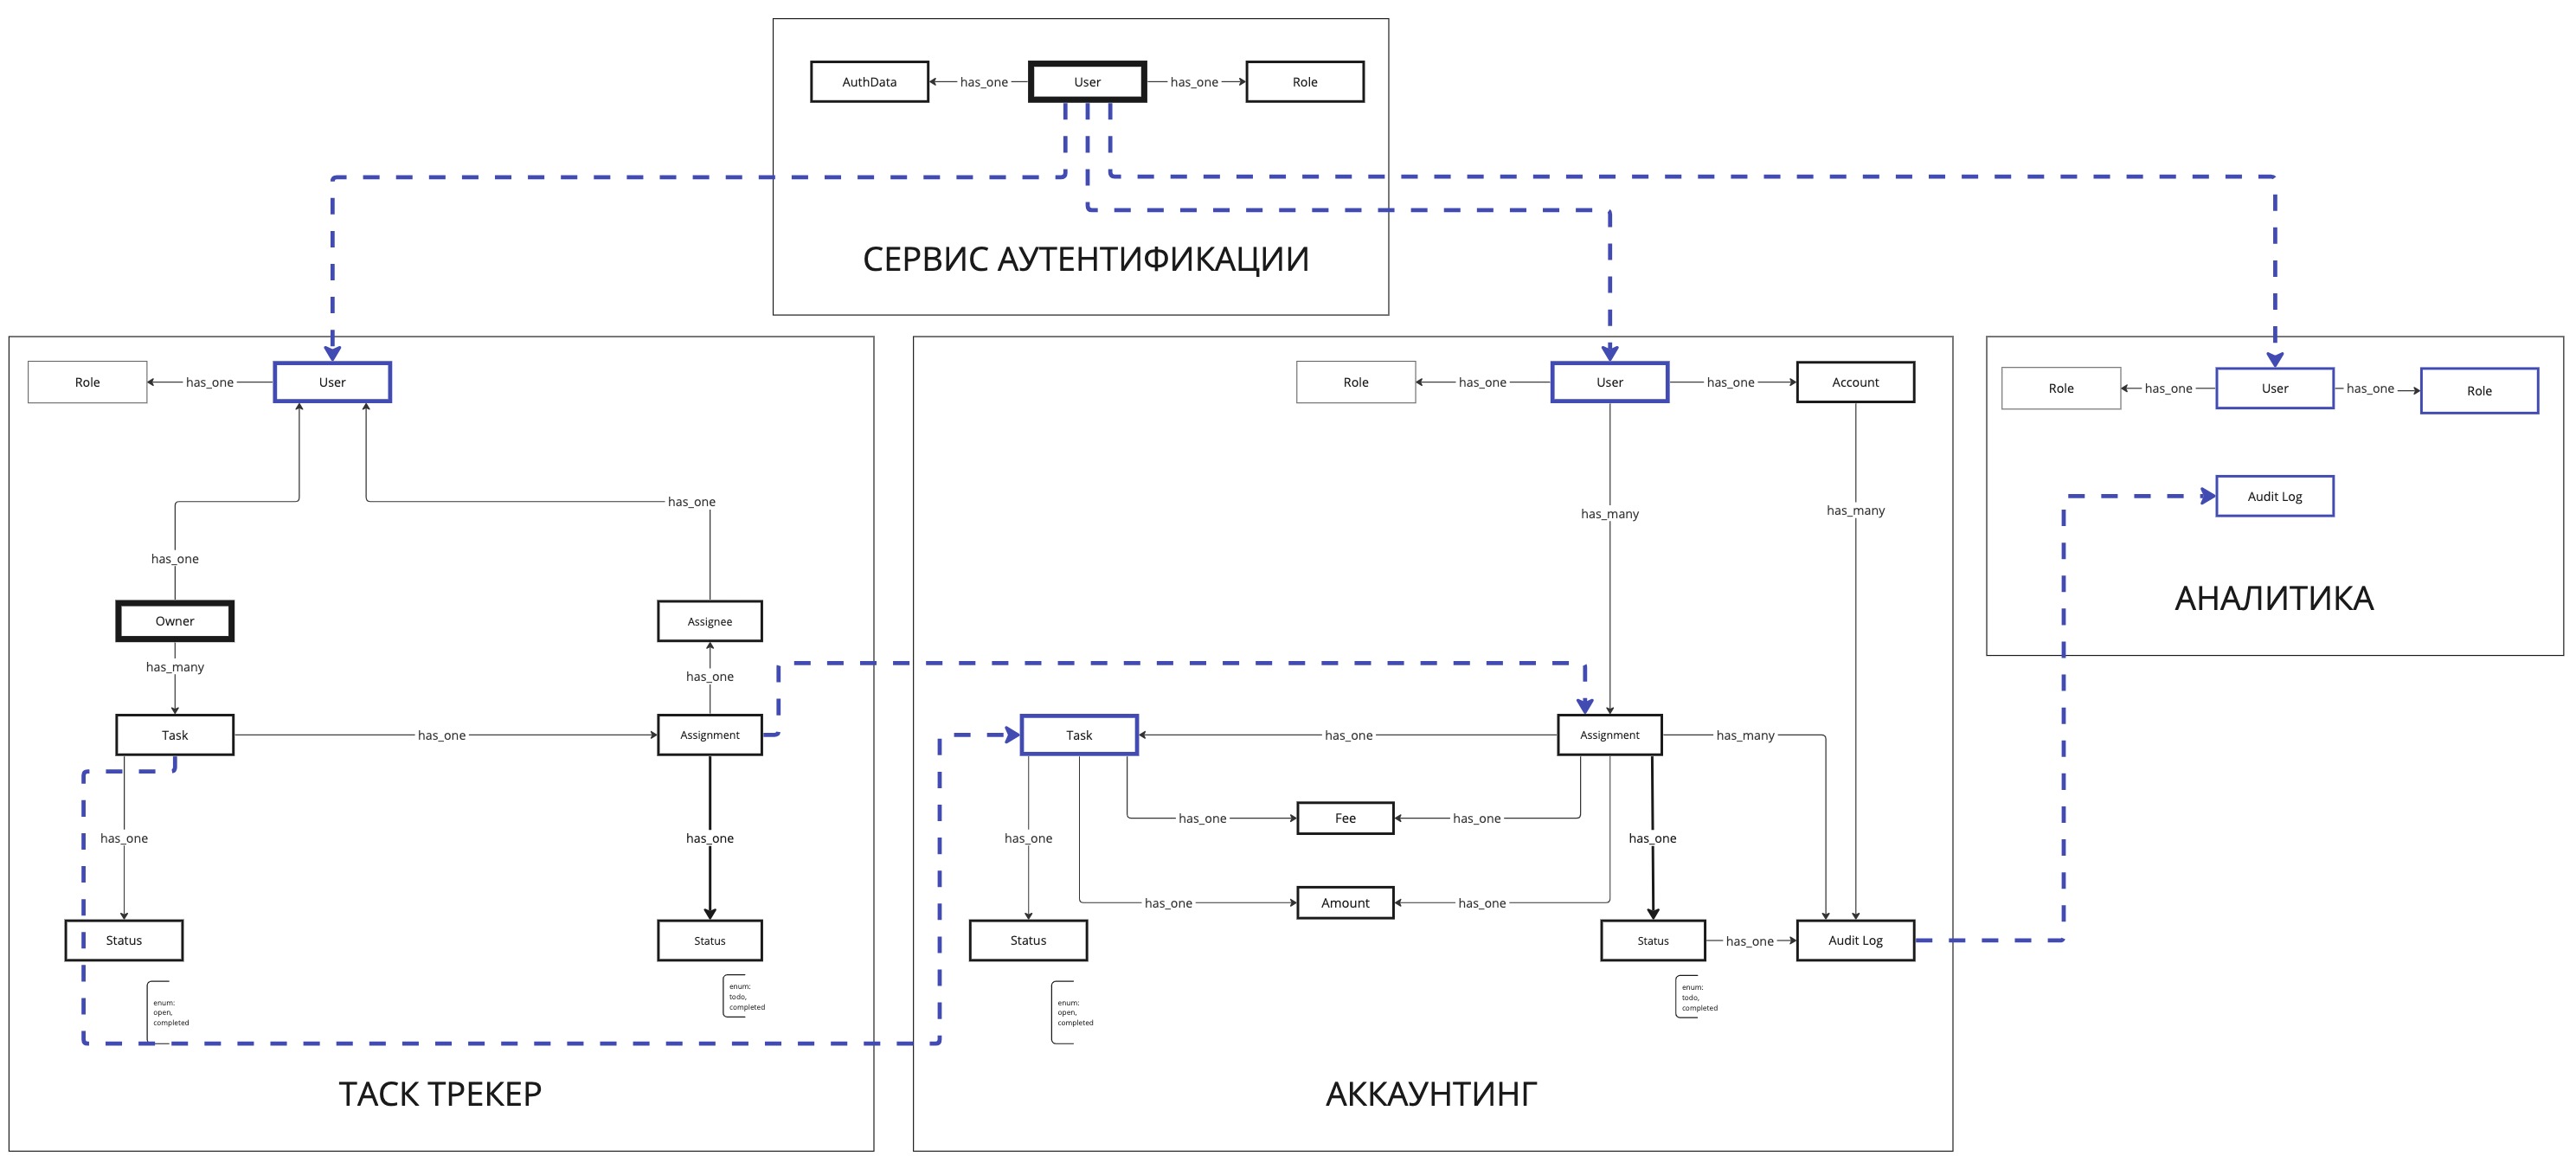 AuthData
has_one
User
has_one
Role
СЕРВИС АУТЕНТИФИКАЦИИ
Role
has_one
User
has_one
has_one
Owner
Assignee
has_many
has_one
Task
has_one
Assignment
has_one
has_one
Status
Status
enum:
open,
completed
enum:
todo,
completed
ТАСК ТРЕКЕР
Role
has_one
User
has_one
Account
has_many
has_many
Task
has_one
Assignment
has_many
has_one
Fee
has_one
has_one
has_one
has_one
Amount
has_one
Status
Status
has_one
Audit Log
enum:
open,
completed
enum:
todo,
completed
АККАУНТИНГ
Role
has_one
User
has_one
Role
Audit Log
АНАЛИТИКА